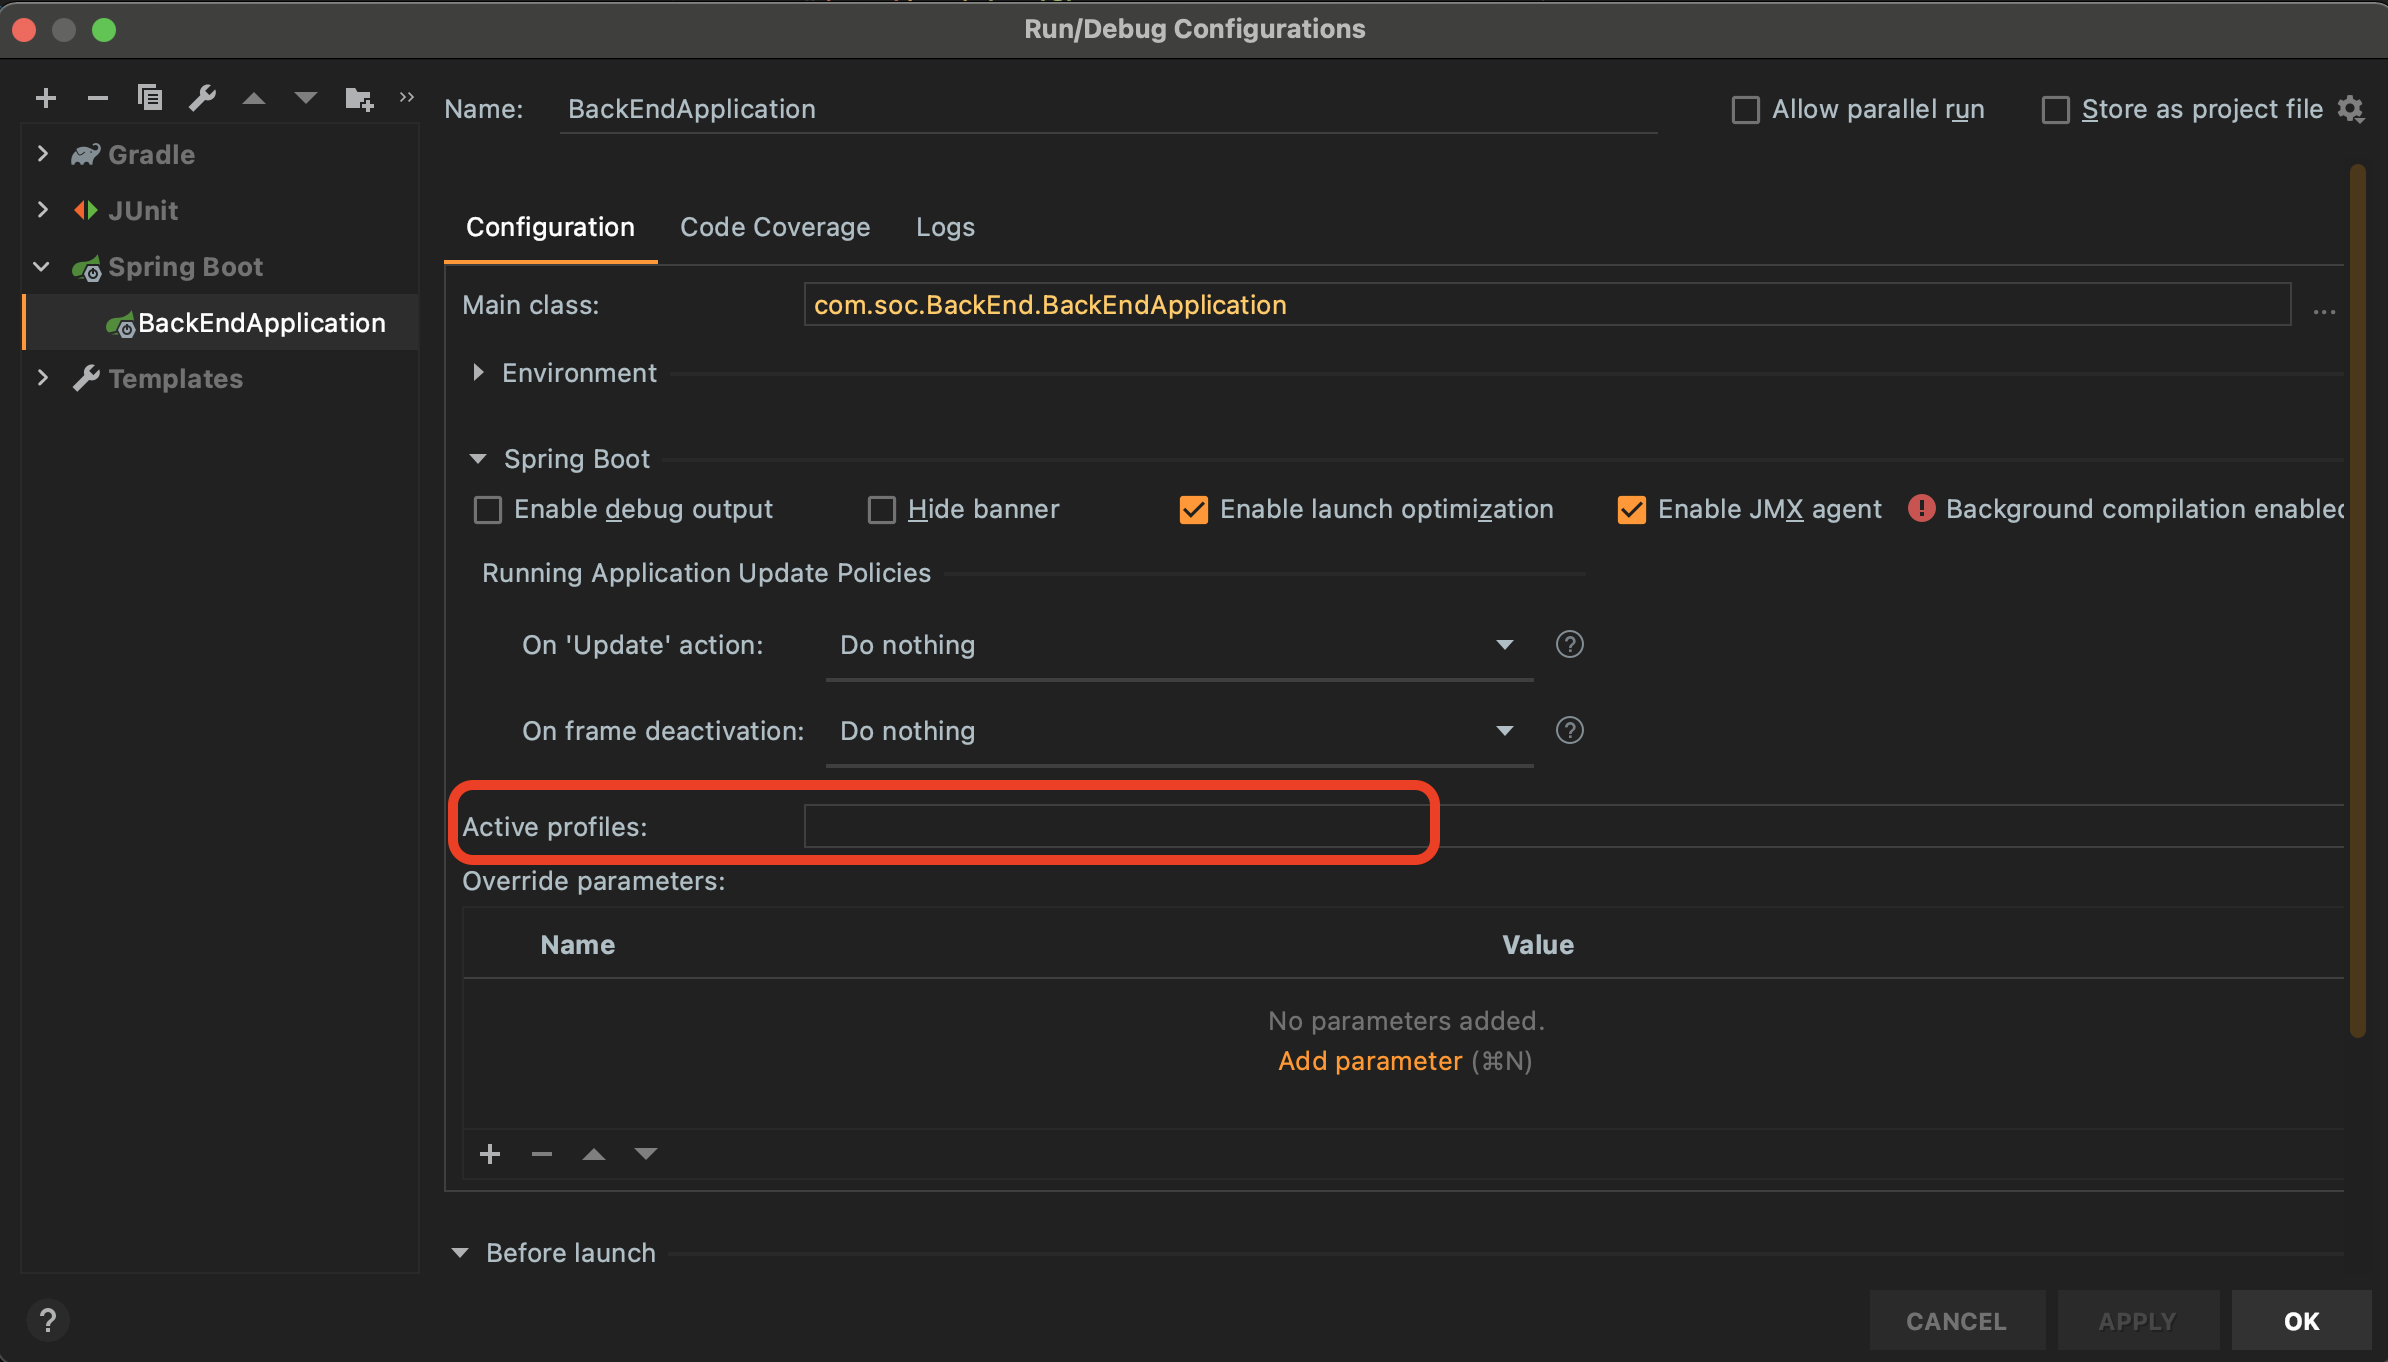 Run/Debug Configurations
Name: BackEndApplication
Allow parallel run
Store as project file
Gradle
JUnit
Spring Boot
BackEndApplication
Templates
Configuration Code Coverage Logs
Main class: com.soc.BackEnd.BackEndApplication ...
Environment
Spring Boot
Enable debug output Hide banner Enable launch optimization Enable JMX agent Background compilation enabled
Running Application Update Policies
On 'Update' action: Do nothing ?
On frame deactivation: Do nothing ?
Active profiles:
Override parameters:
Name Value
No parameters added.
Add parameter (⌘N)
Before launch
? CANCEL APPLY OK